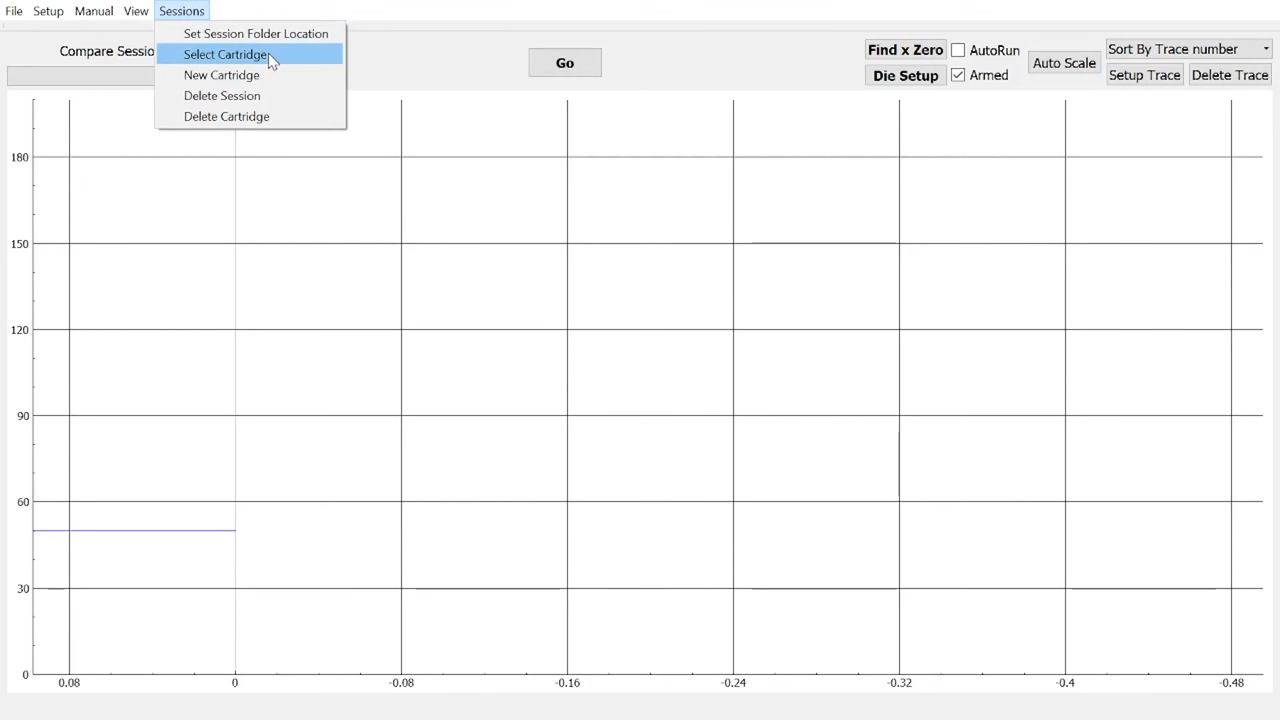 File Setup Manual View Sessions
Set Session Folder Location
Select Cartridge
New Cartridge
Delete Session
Delete Cartridge
Compare Sessio
Go
Find x Zero
AutoRun
Die Setup
Armed
Auto Scale
Sort By Trace number
Setup Trace
Delete Trace
180
150
120
90
60
30
0
0.08 0 -0.08 -0.16 -0.24 -0.32 -0.4 -0.48